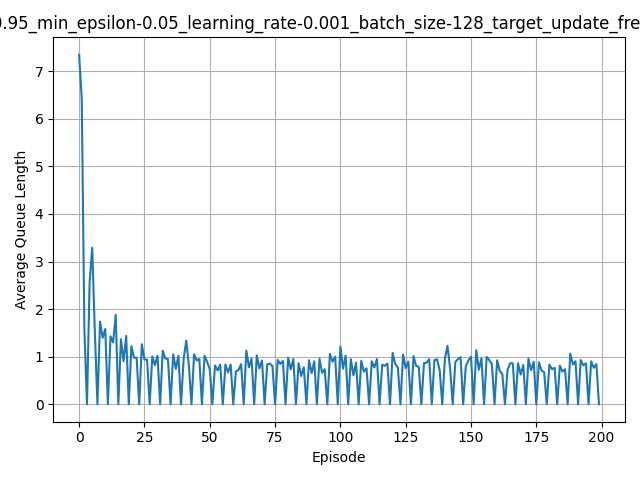 0.95_min_epsilon-0.05_learning_rate-0.001_batch_size-128_target_update_fre
7
6
5
4
3
2
1
0
Average Queue Length
0 25 50 75 100 125 150 175 200
Episode